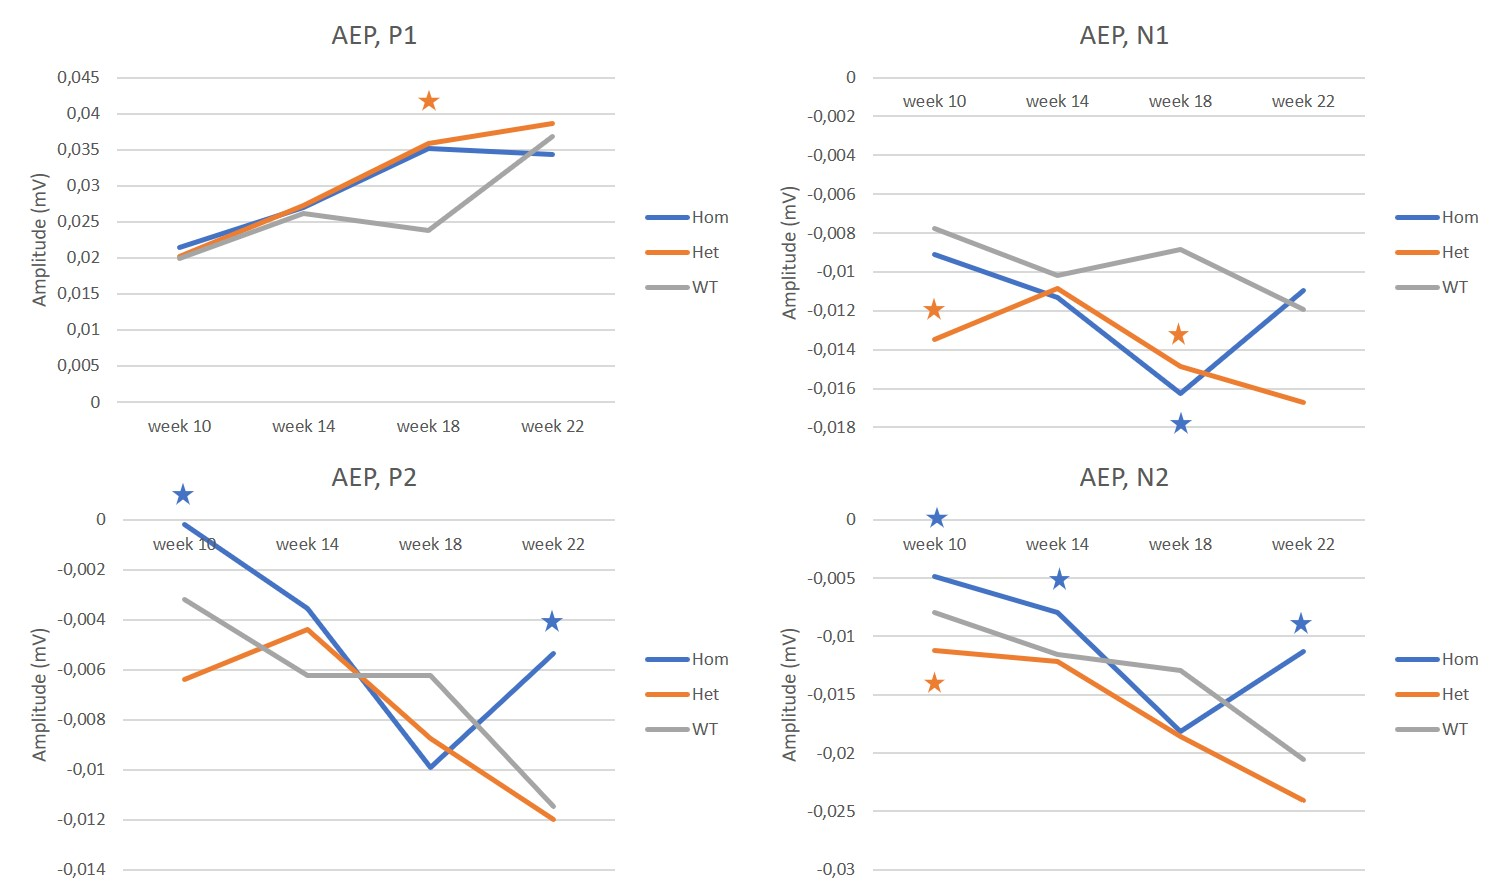 AEP, P1
0,045
0,04
0,035
0,03
0,025
0,02
0,015
0,01
0,005
0
Amplitude (mV)
week 10 week 14 week 18 week 22
Hom
Het
WT
AEP, N1
0
-0,002
-0,004
-0,006
-0,008
-0,01
-0,012
-0,014
-0,016
-0,018
Amplitude (mV)
week 10 week 14 week 18 week 22
Hom
Het
WT
AEP, P2
0
-0,002
-0,004
-0,006
-0,008
-0,01
-0,012
-0,014
Amplitude (mV)
week 10 week 14 week 18 week 22
Hom
Het
WT
AEP, N2
0
-0,005
-0,01
-0,015
-0,02
-0,025
-0,03
Amplitude (mV)
week 10 week 14 week 18 week 22
Hom
Het
WT